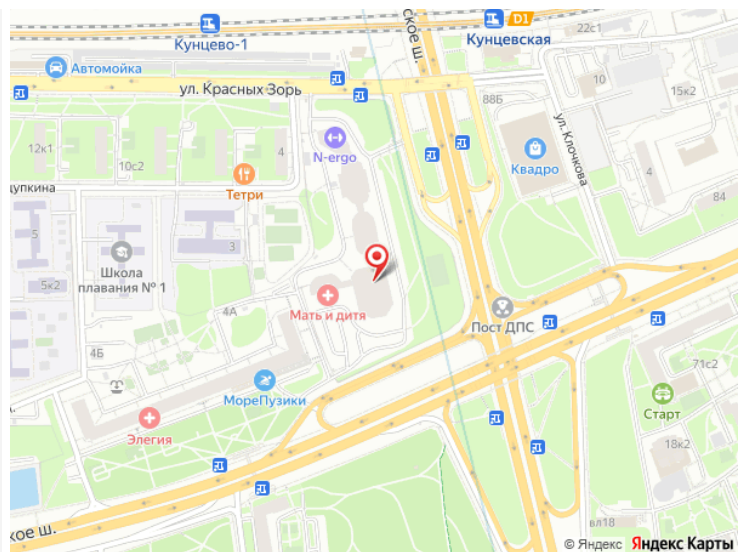 Кунцево-1
ское ш.
D1
Кунцевская
22с1
Автомойка
ул. Красных Зорь
10
15к2
88Б
ул. Клочкова
12к1
10с2
4
N-ergo
Квадро
4
цупкина
Тетри
84
5
3
Школа
плавания № 1
5к2
4А
Мать и дитя
Пост ДПС
4Б
71с2
МореПузики
Старт
Элегия
18к2
вл18
кое ш.
© Яндекс Яндекс Карты